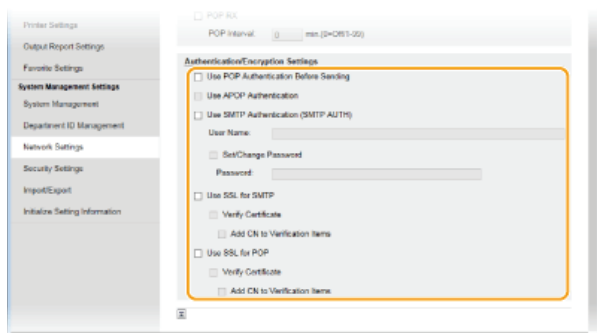 POP RX
Printer Settings
POP Interval: 0 min.(0=Off/1-99)
Output Report Settings
Favorite Settings
Authentication/Encryption Settings
System Management Settings
Use POP Authentication Before Sending
System Management
Use APOP Authentication
Department ID Management
Use SMTP Authentication (SMTP AUTH)
User Name:
Network Settings
Set/Change Password
Security Settings
Password:
Import/Export
Use SSL for SMTP
Initialize Setting Information
Verify Certificate
Add CN to Verification Items
Use SSL for POP
Verify Certificate
Add CN to Verification Items